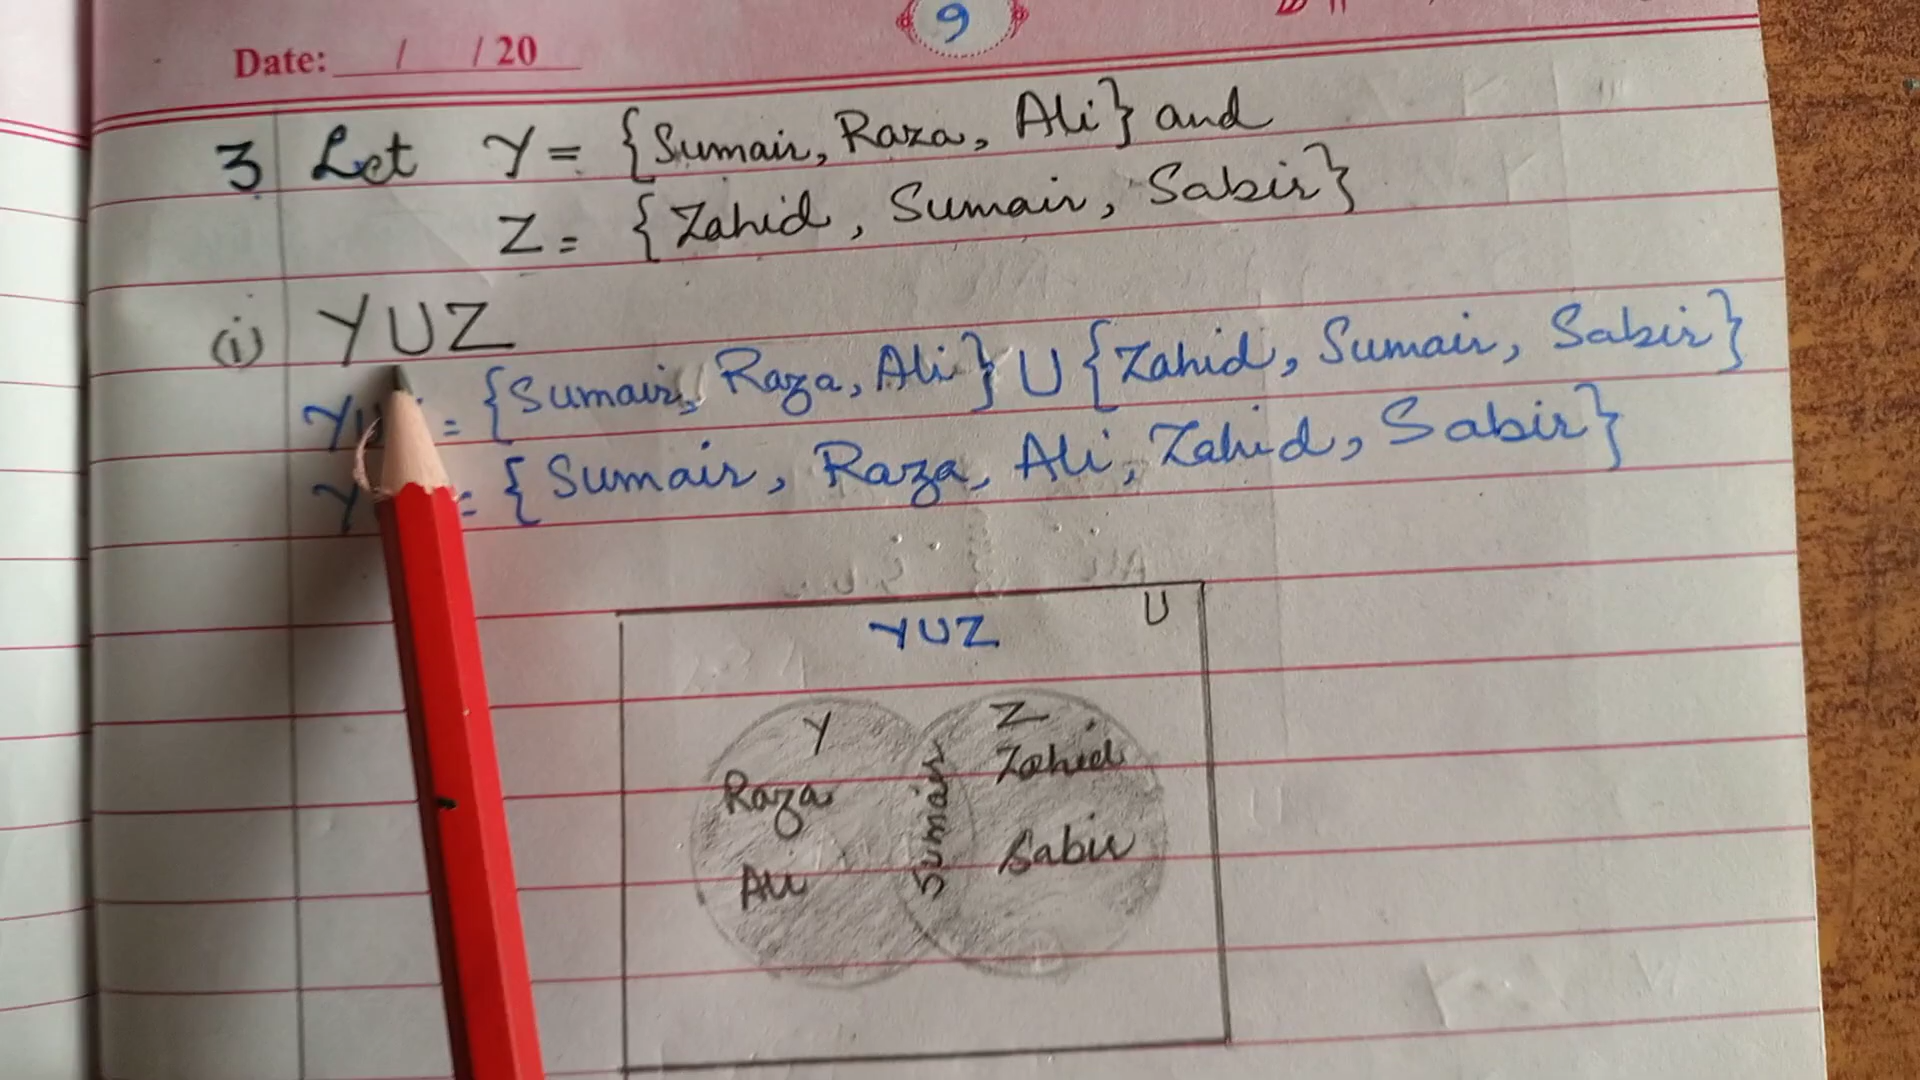 9
Date: / / 20
3 Let Y = {Sumair, Raza, Ali} and
Z = {Zahid, Sumair, Sabir}
(i) YUZ
YU = {Sumair, Raza, Ali} U {Zahid, Sumair, Sabir}
Y = {Sumair, Raza, Ali, Zahid, Sabir}
U
YUZ
Y
Z
Zahid
Raza
Sumair
Sabir
Ali